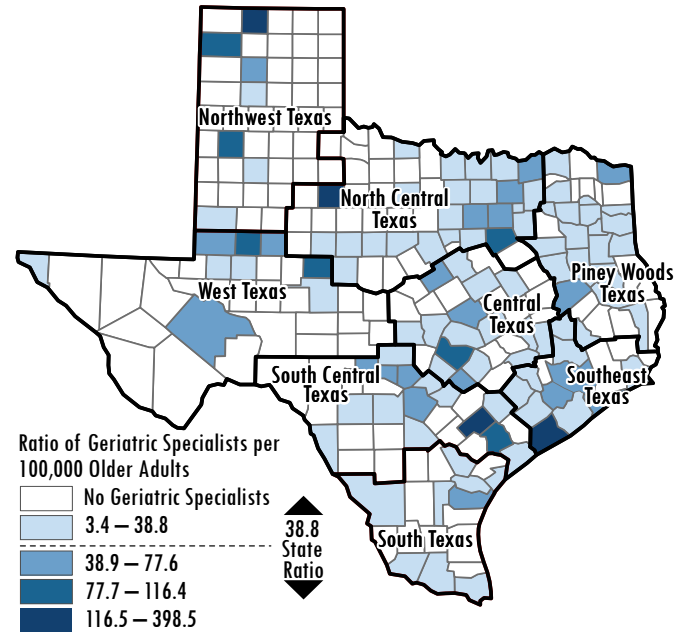 Northwest Texas
North Central
Texas
Piney Woods
Texas
West Texas
Central
Texas
South Central
Texas
Southeast
Texas
South Texas
Ratio of Geriatric Specialists per
100,000 Older Adults
No Geriatric Specialists
3.4 – 38.8
38.9 – 77.6
77.7 – 116.4
116.5 – 398.5
38.8
State
Ratio